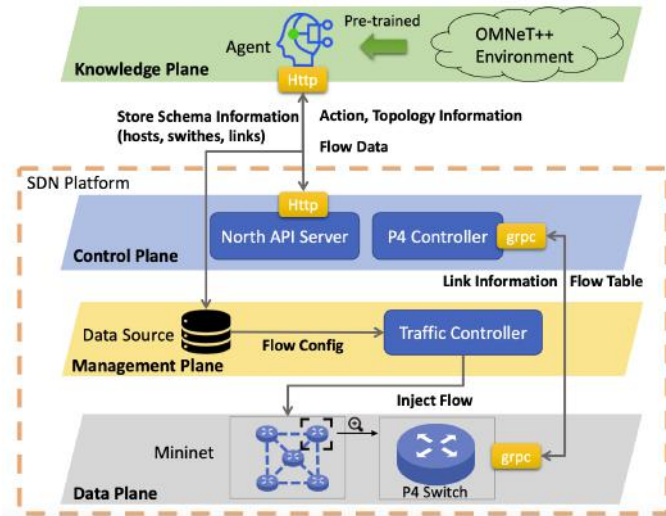 Pre-trained
OMNeT++
Environment
Agent
Knowledge Plane
Http
Store Schema Information
(hosts, swithes, links)
Action, Topology Information
Flow Data
SDN Platform
Http
North API Server
P4 Controller
grpc
Control Plane
Link Information
Flow Table
Data Source
Flow Config
Traffic Controller
Management Plane
Inject Flow
Mininet
grpc
P4 Switch
Data Plane